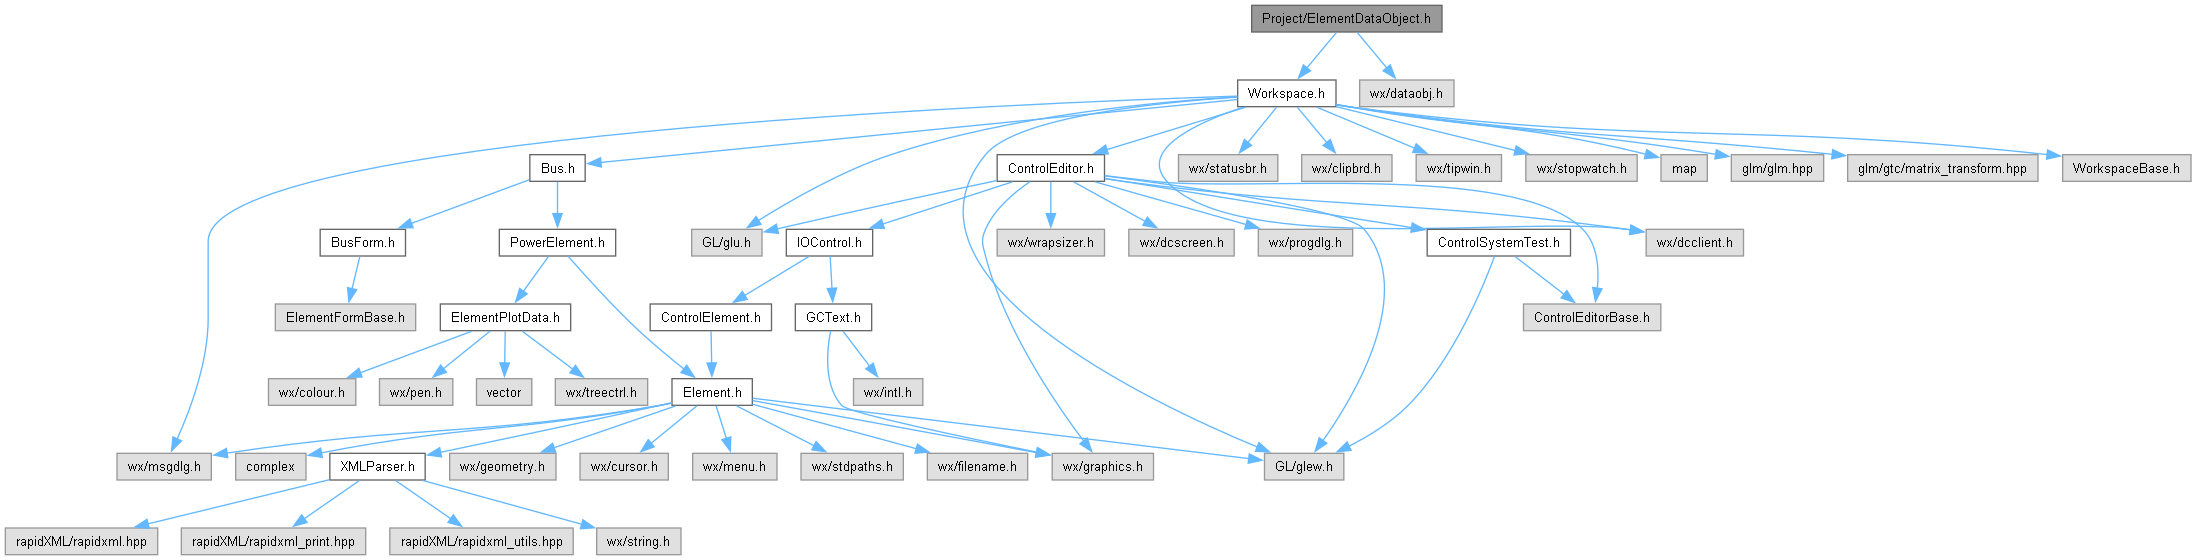 Project/ElementDataObject.h
Workspace.h
wx/dataobj.h
Bus.h
ControlEditor.h
wx/statusbr.h
wx/clipbrd.h
wx/tipwin.h
wx/stopwatch.h
map
glm/glm.hpp
glm/gtc/matrix_transform.hpp
WorkspaceBase.h
BusForm.h
PowerElement.h
GL/glu.h
IOControl.h
wx/wrapsizer.h
wx/dcscreen.h
wx/progdlg.h
ControlSystemTest.h
wx/dcclient.h
ElementFormBase.h
ElementPlotData.h
ControlElement.h
GCText.h
ControlEditorBase.h
wx/colour.h
wx/pen.h
vector
wx/treectrl.h
Element.h
wx/intl.h
wx/msgdlg.h
complex
XMLParser.h
wx/geometry.h
wx/cursor.h
wx/menu.h
wx/stdpaths.h
wx/filename.h
wx/graphics.h
GL/glew.h
rapidXML/rapidxml.hpp
rapidXML/rapidxml_print.hpp
rapidXML/rapidxml_utils.hpp
wx/string.h